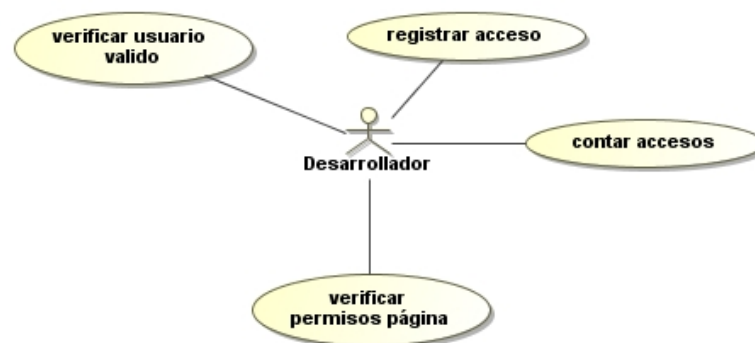 verificar usuario
valido
registrar acceso
contar accesos
Desarrollador
verificar
permisos página